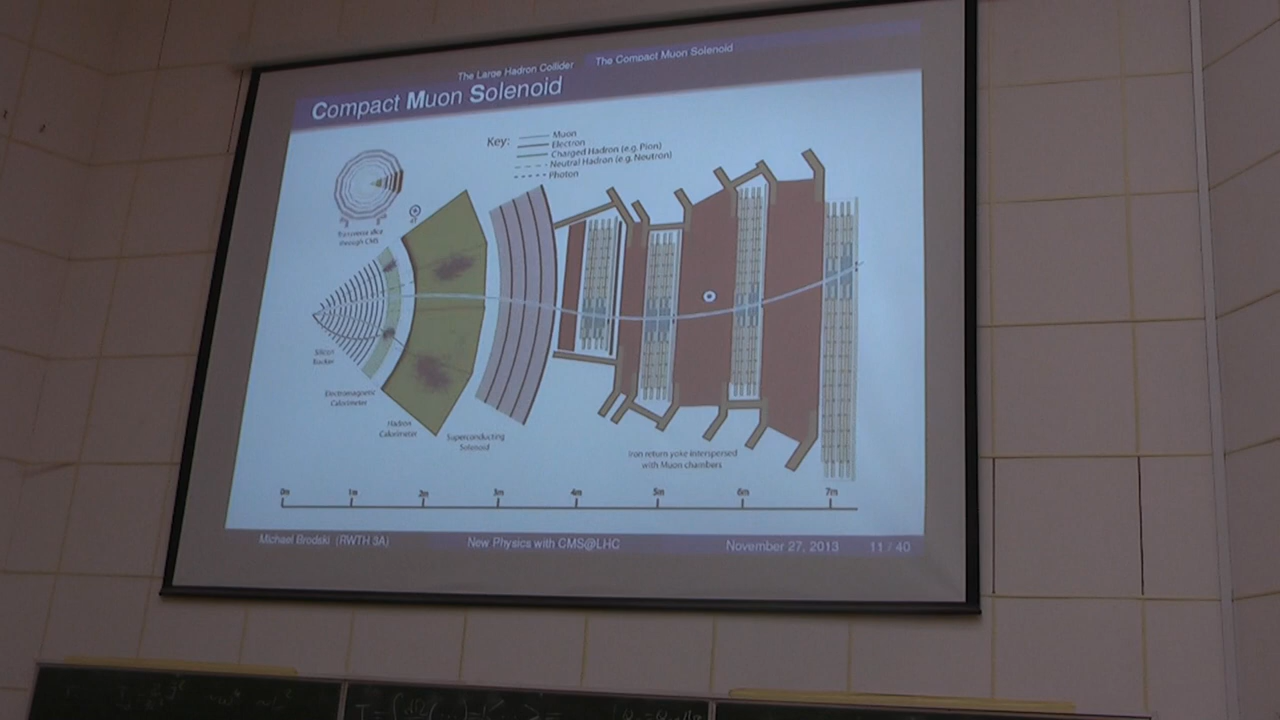 The Large Hadron Collider The Compact Muon Solenoid
Compact Muon Solenoid
Key: Muon
Electron
Charged Hadron (e.g. Pion)
Neutral Hadron (e.g. Neutron)
Photon
Transverse slice
through CMS
Silicon
Tracker
Electromagnetic
Calorimeter
Hadron
Calorimeter
Superconducting
Solenoid
Iron return yoke interspersed
with Muon chambers
0m 1m 2m 3m 4m 5m 6m 7m
Michael Brodski (RWTH 3A) New Physics with CMS@LHC November 27, 2013 11 / 40